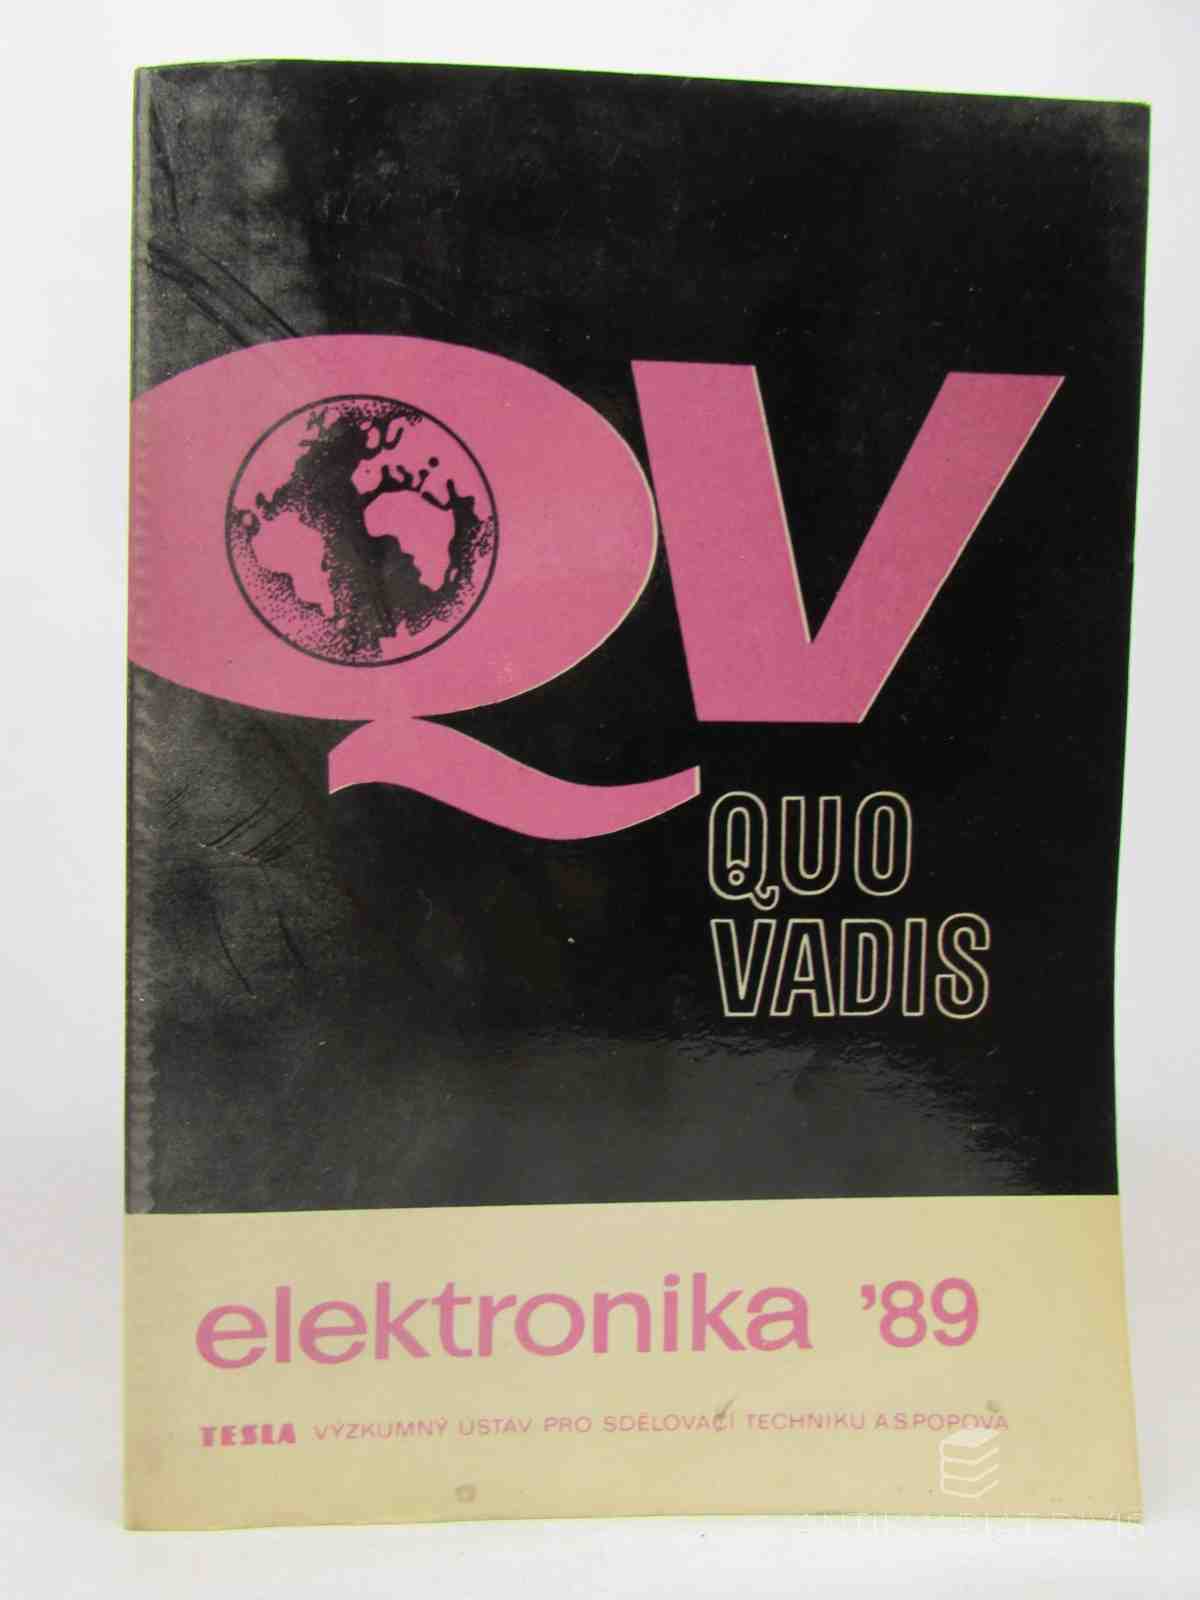 QV
QUO
VADIS
elektronika '89
TESLA VÝZKUMNÝ ÚSTAV PRO SDĚLOVACÍ TECHNIKU A.S.POPOVA